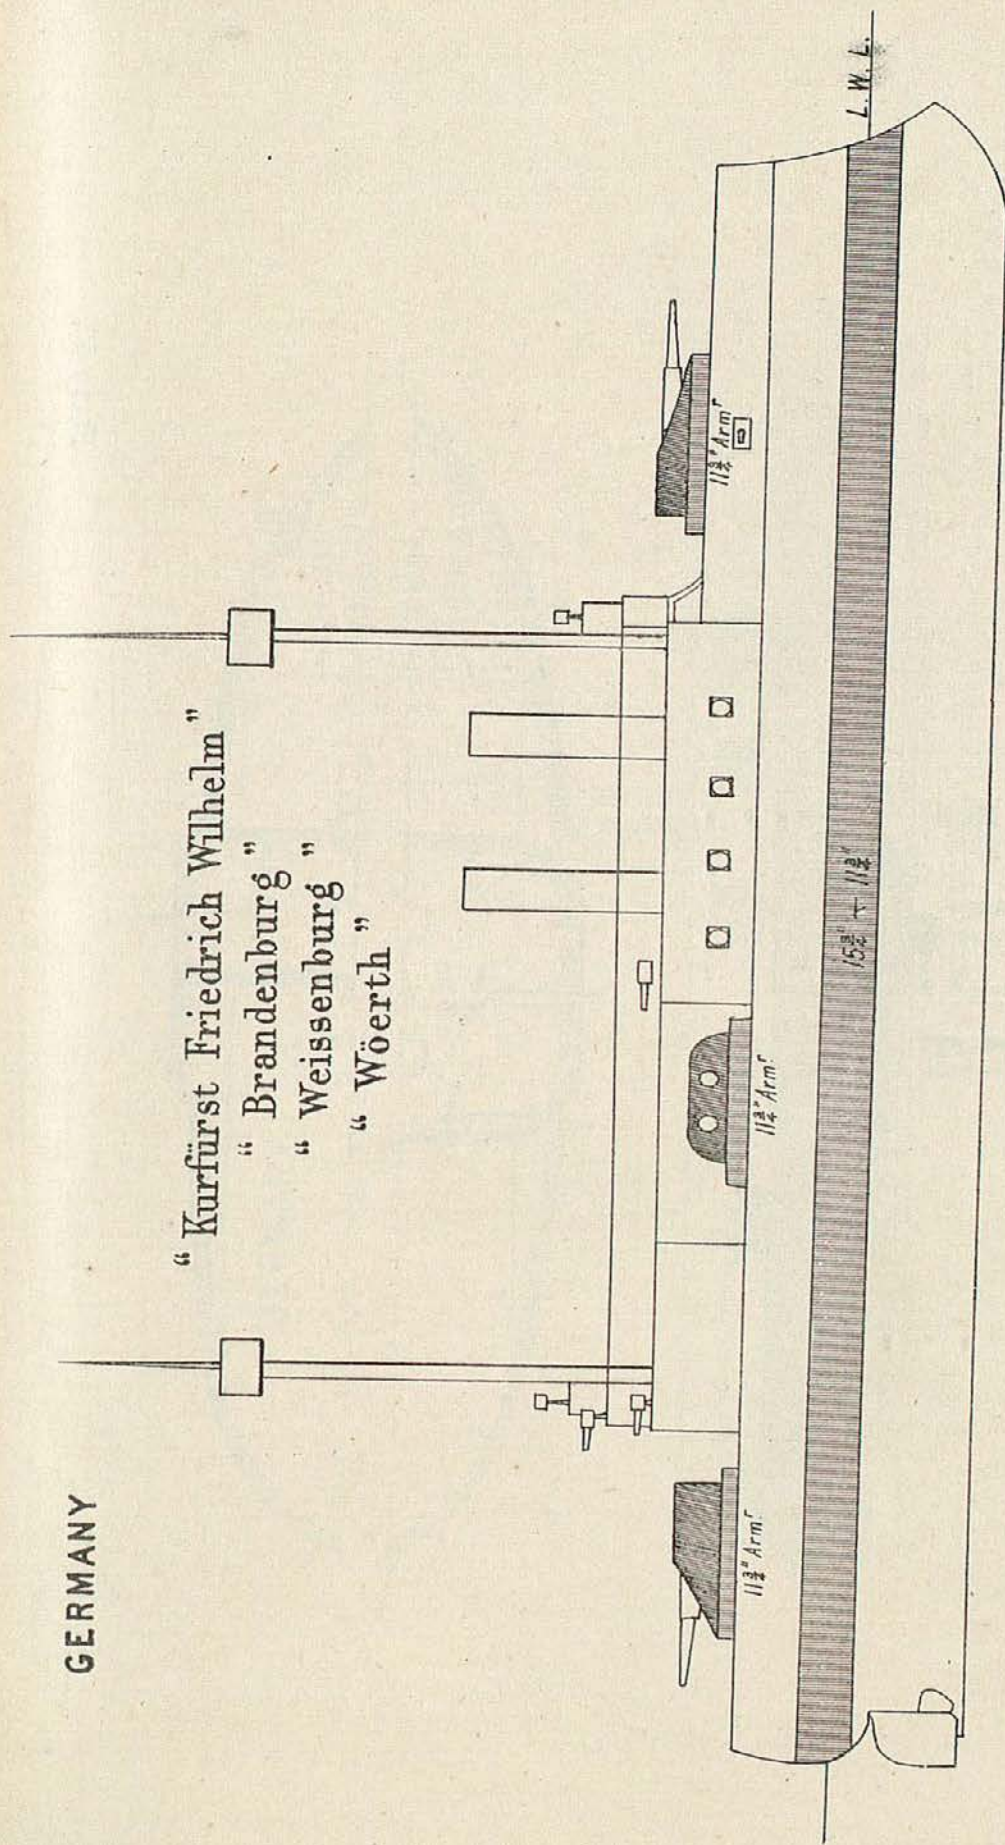 GERMANY
“ Kurfürst Friedrich Wilhelm ”
“ Brandenburg ”
“ Weissenburg ”
“ Wöerth ”
11¾" Armʳ
11¾" Armʳ
11¾" Armʳ
15¾" ÷ 11¾"
L. W. L.